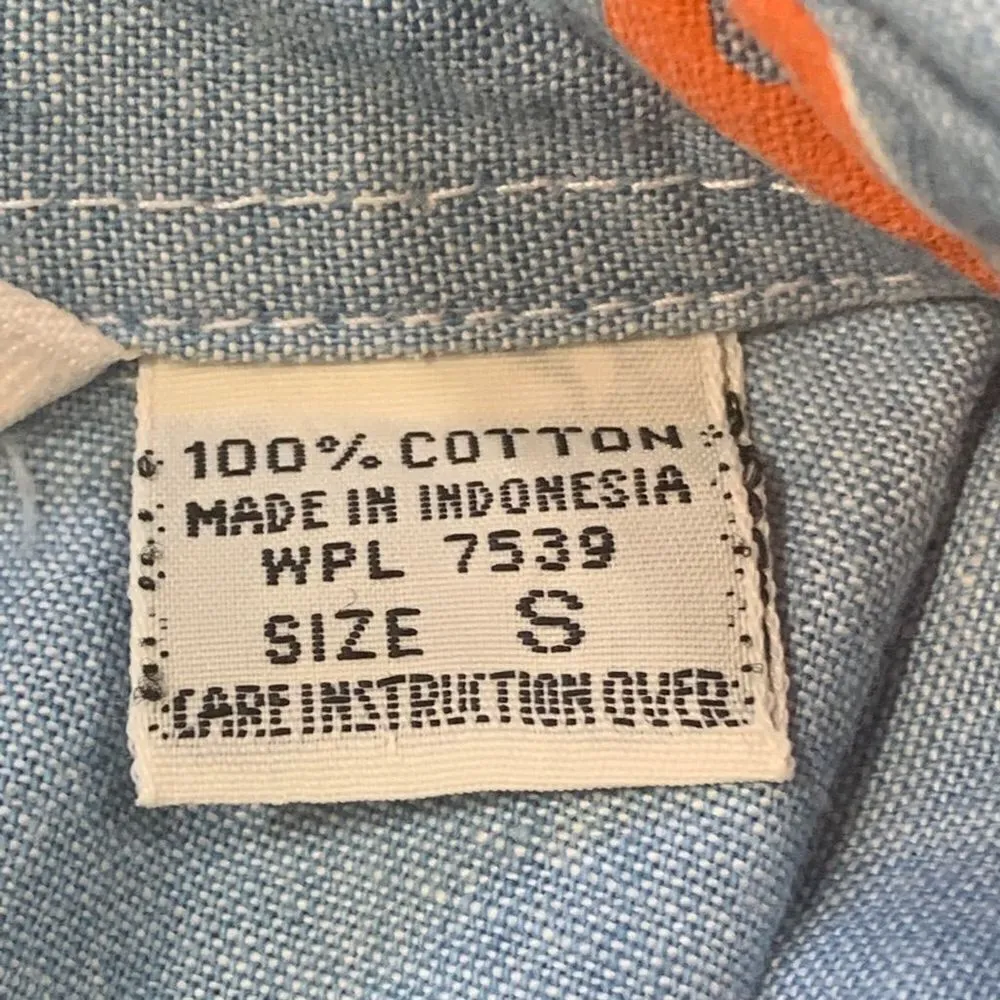 100% COTTON
MADE IN INDONESIA
WPL 7539
SIZE S
CARE INSTRUCTION OVER